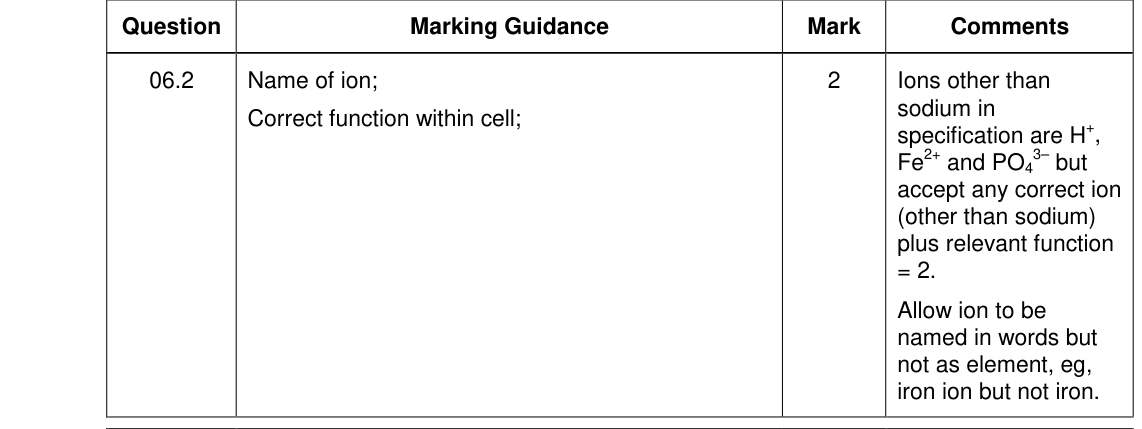 Question Marking Guidance Mark Comments
06.2 Name of ion; 2 Ions other than
sodium in
Correct function within cell;
specification are H⁺,
Fe²⁺ and PO₄³⁻ but
accept any correct ion
(other than sodium)
plus relevant function
= 2.
Allow ion to be
named in words but
not as element, eg,
iron ion but not iron.